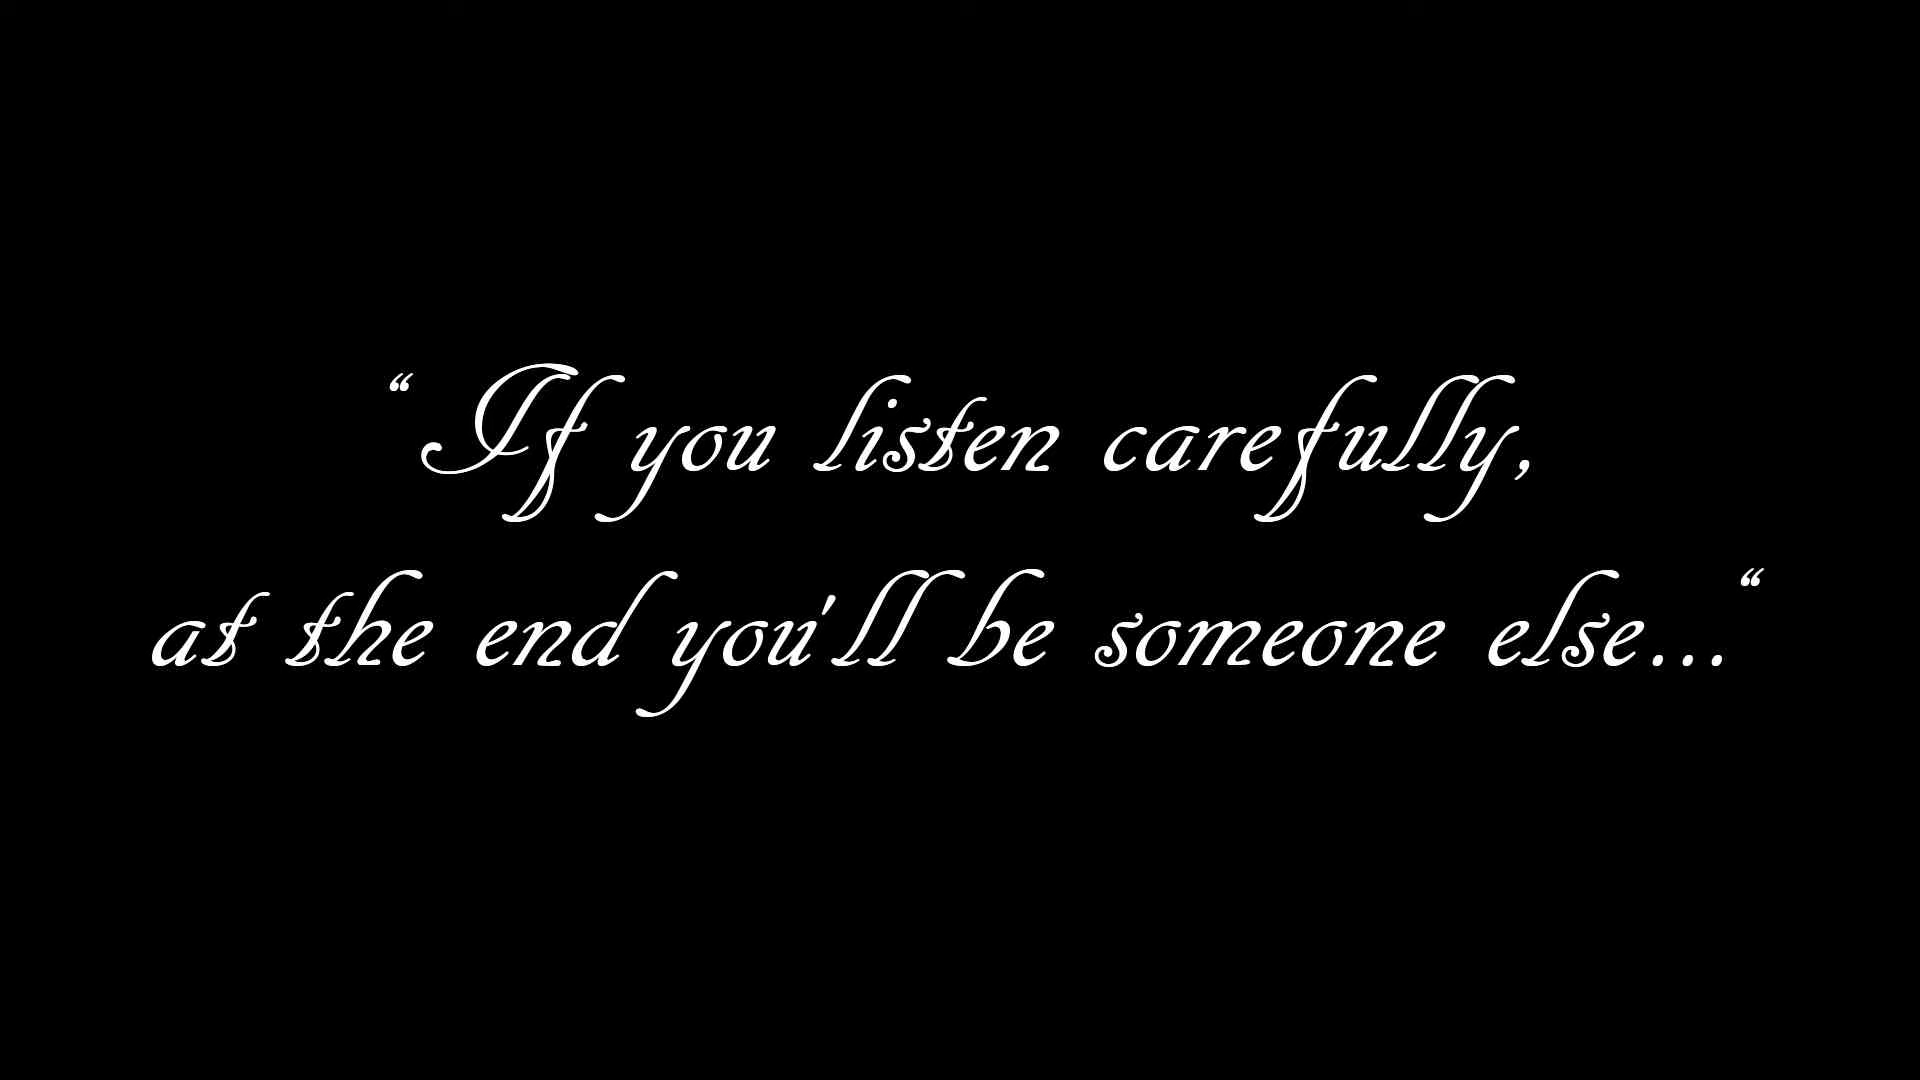 “ If you listen carefully,
at the end you'll be someone else...“